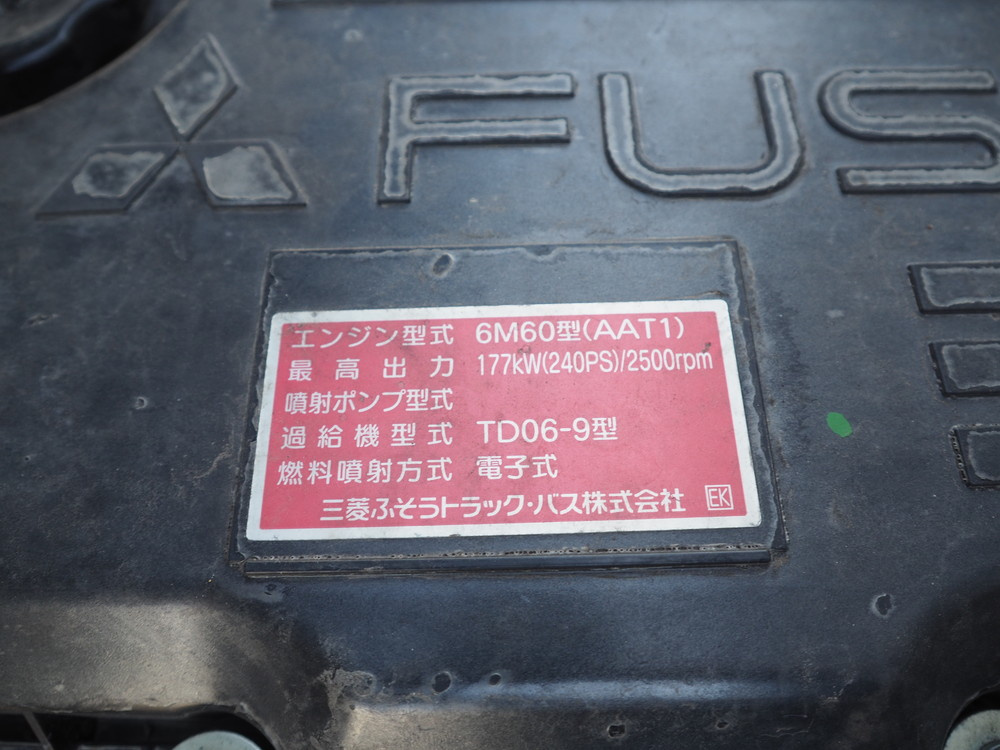 FUS
エンジン型式 6M60型(AAT1)
最高出力 177kW(240PS)/2500rpm
噴射ポンプ型式
過給機型式 TD06-9型
燃料噴射方式 電子式
三菱ふそうトラック・バス株式会社 EK